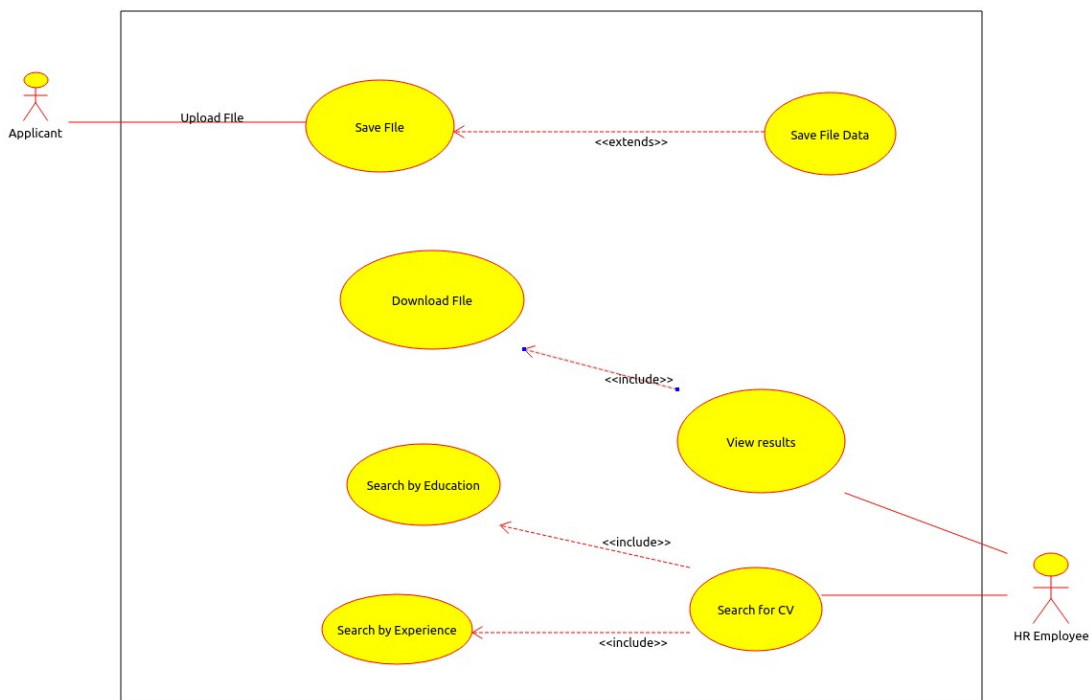 Applicant
Upload FIle
Save FIle
<<extends>>
Save File Data
Download FIle
<<include>>
View results
Search by Education
<<include>>
Search for CV
Search by Experience
<<include>>
HR Employee